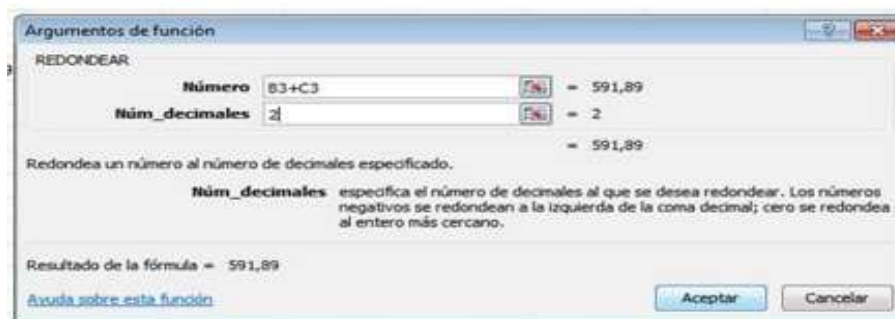 Argumentos de función
REDONDEAR
Número B3+C3 = 591,89
Núm_decimales 2 = 2
= 591,89
Redondea un número al número de decimales especificado.
Núm_decimales especifica el número de decimales al que se desea redondear. Los números
negativos se redondean a la izquierda de la coma decimal; cero se redondea
al entero más cercano.
Resultado de la fórmula = 591,89
Ayuda sobre esta función
Aceptar Cancelar